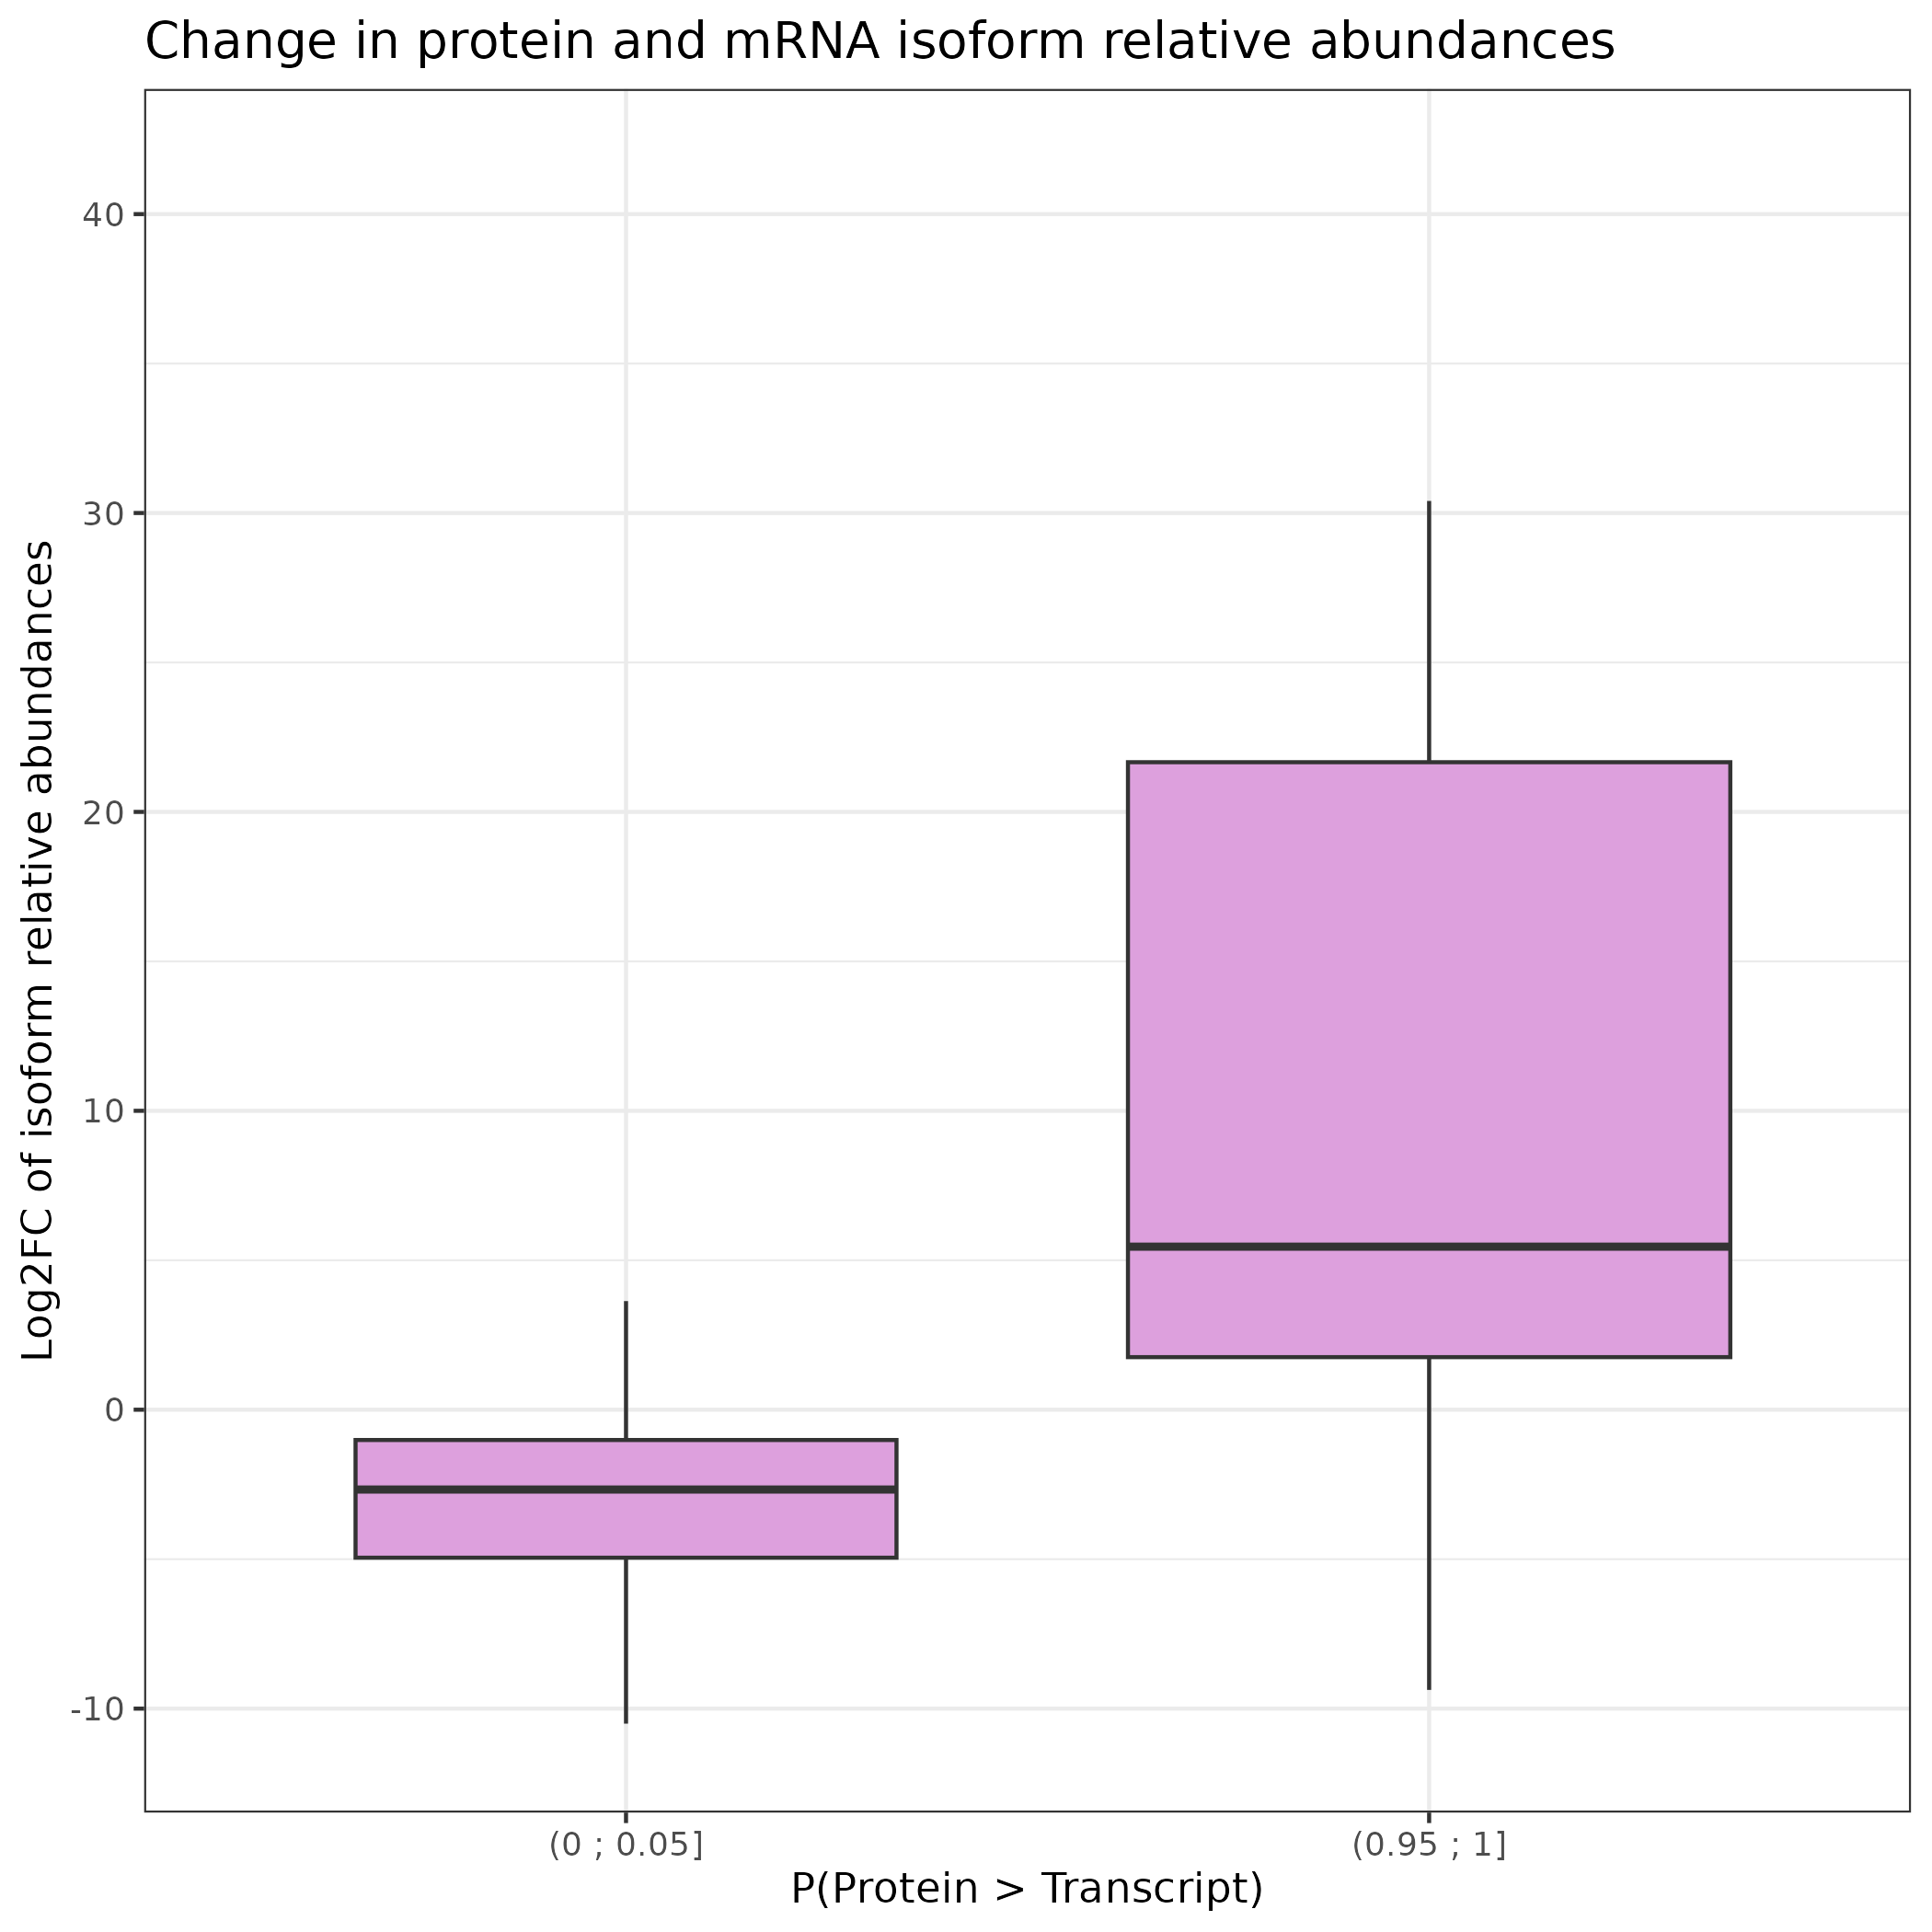 Change in protein and mRNA isoform relative abundances
Log2FC of isoform relative abundances
40
30
20
10
0
-10
(0 ; 0.05]
(0.95 ; 1]
P(Protein > Transcript)